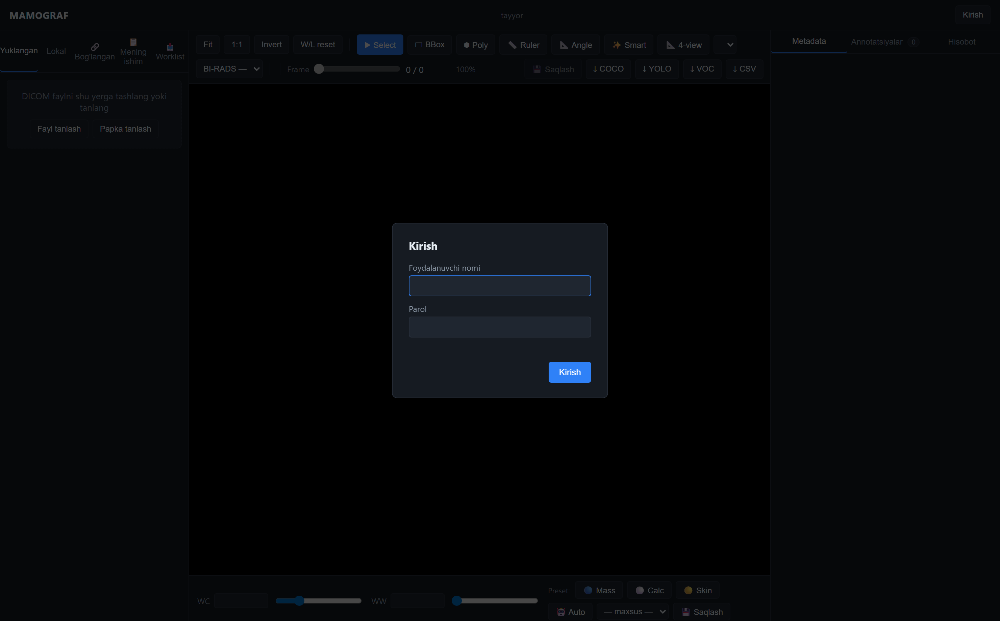 MAMOGRAF
tayyor
Kirish
Yuklangan
Lokal
Bog'langan
Mening
ishim
Worklist
Fit
1:1
Invert
W/L reset
Select
BBox
Poly
Ruler
Angle
Smart
4-view
Metadata
Annotatsiyalar 0
Hisobot
BI-RADS —
Frame
0 / 0
100%
Saqlash
↓ COCO
↓ YOLO
↓ VOC
↓ CSV
DICOM faylni shu yerga tashlang yoki
tanlang
Fayl tanlash
Papka tanlash
Kirish
Foydalanuvchi nomi
Parol
Kirish
WC
WW
Preset:
Mass
Calc
Skin
Auto
— maxsus —
Saqlash